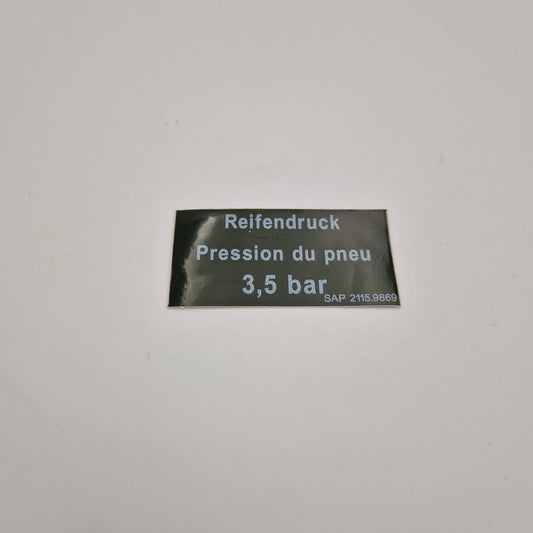 Reifendruck
Pression du pneu
3,5 bar
SAP 2115.9869